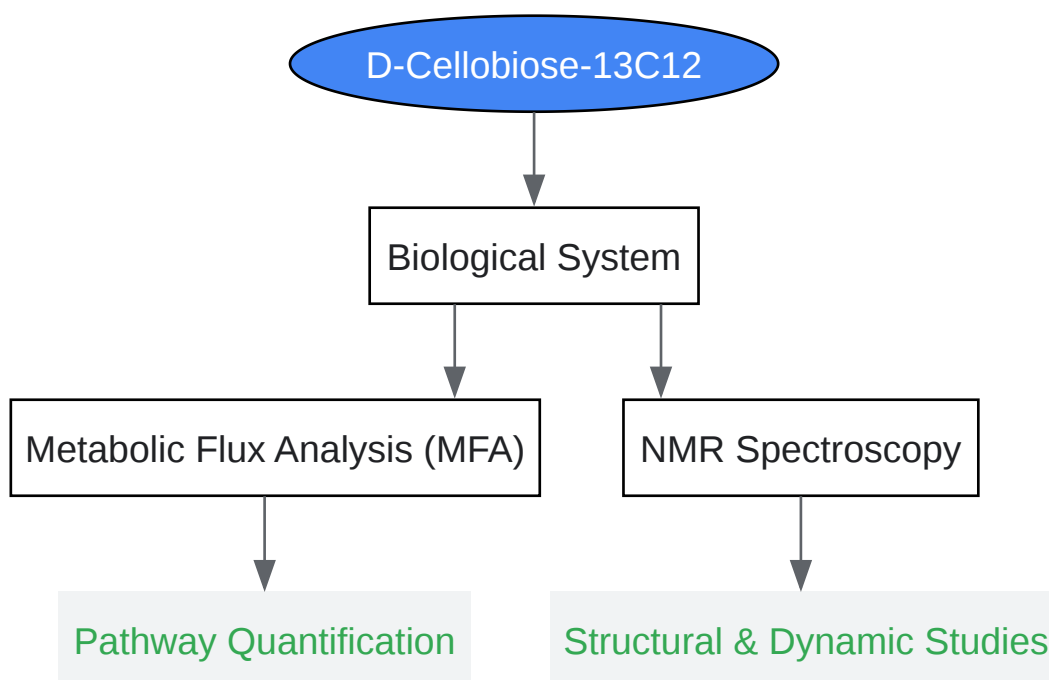 D-Cellobiose-13C12
Biological System
Metabolic Flux Analysis (MFA)
NMR Spectroscopy
Pathway Quantification
Structural & Dynamic Studies